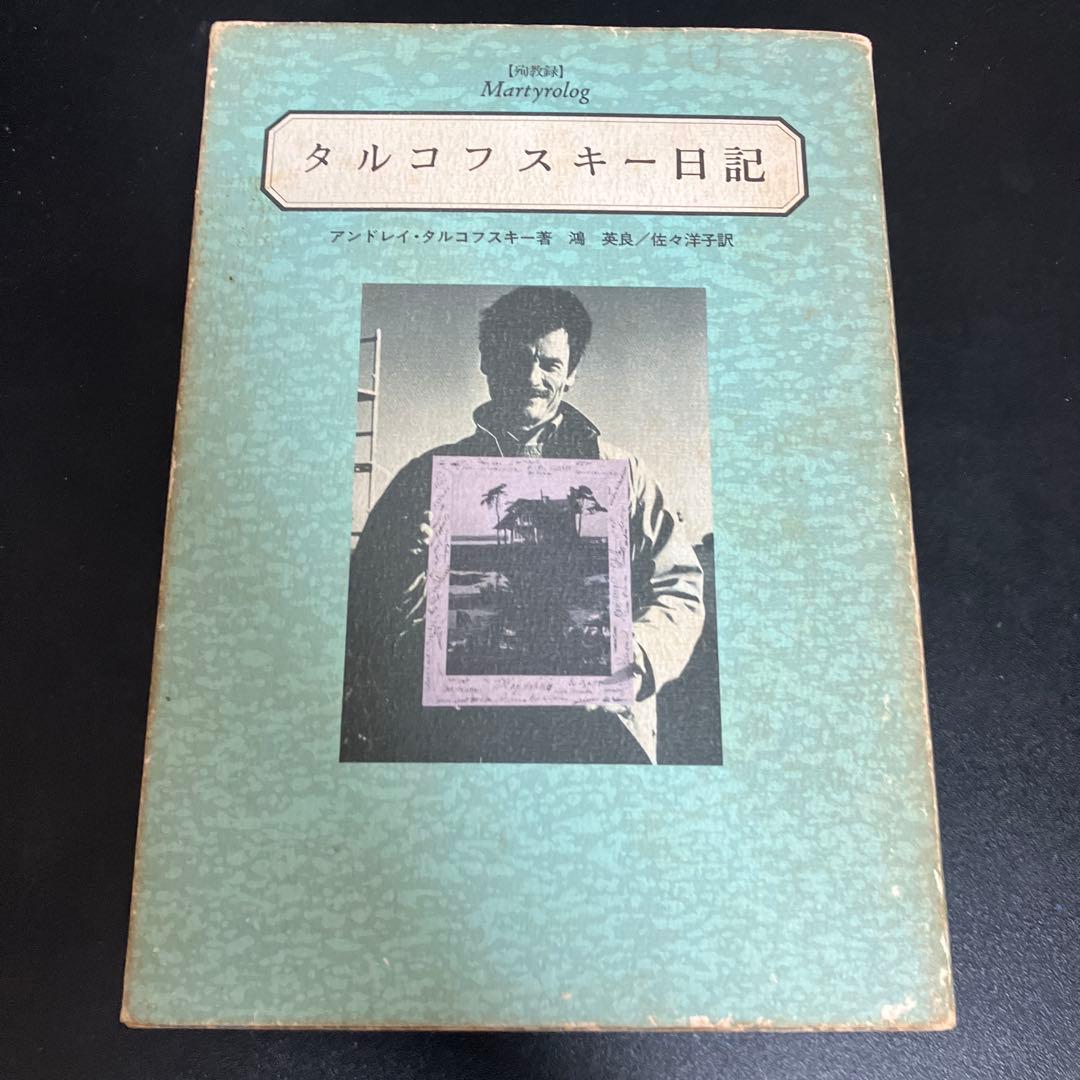 【殉教録】
Martyrolog
タルコフスキー日記
アンドレイ・タルコフスキー著 鴻 英良／佐々洋子訳